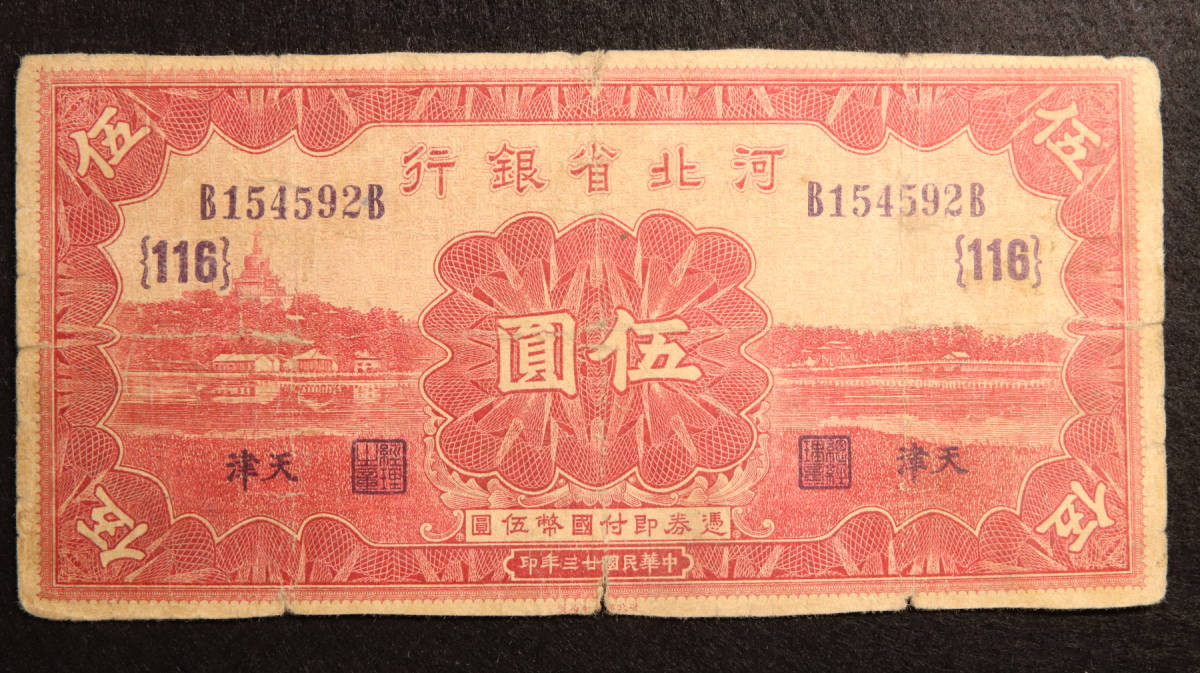 伍
伍
河北省銀行
B154592B
B154592B
{116}
{116}
伍圓
天津
天津
憑券即付國幣伍圓
中華民國廿三年印
伍
伍